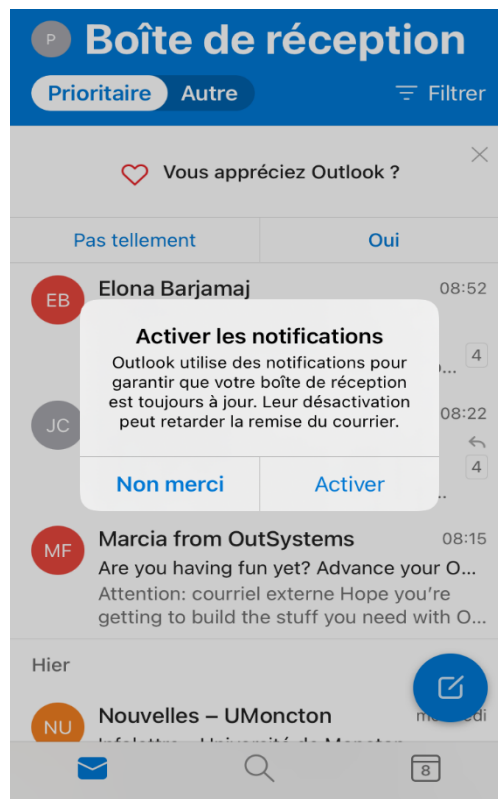 P
Boîte de réception
Prioritaire Autre
Filtrer
Vous appréciez Outlook ?
Pas tellement
Oui
EB
Elona Barjamaj
08:52
Activer les notifications
Outlook utilise des notifications pour
garantir que votre boîte de réception
est toujours à jour. Leur désactivation
peut retarder la remise du courrier.
Non merci
Activer
4
JC
08:22
4
MF
Marcia from OutSystems
08:15
Are you having fun yet? Advance your O...
Attention: courriel externe Hope you're
getting to build the stuff you need with O...
Hier
NU
Nouvelles – UMoncton
8